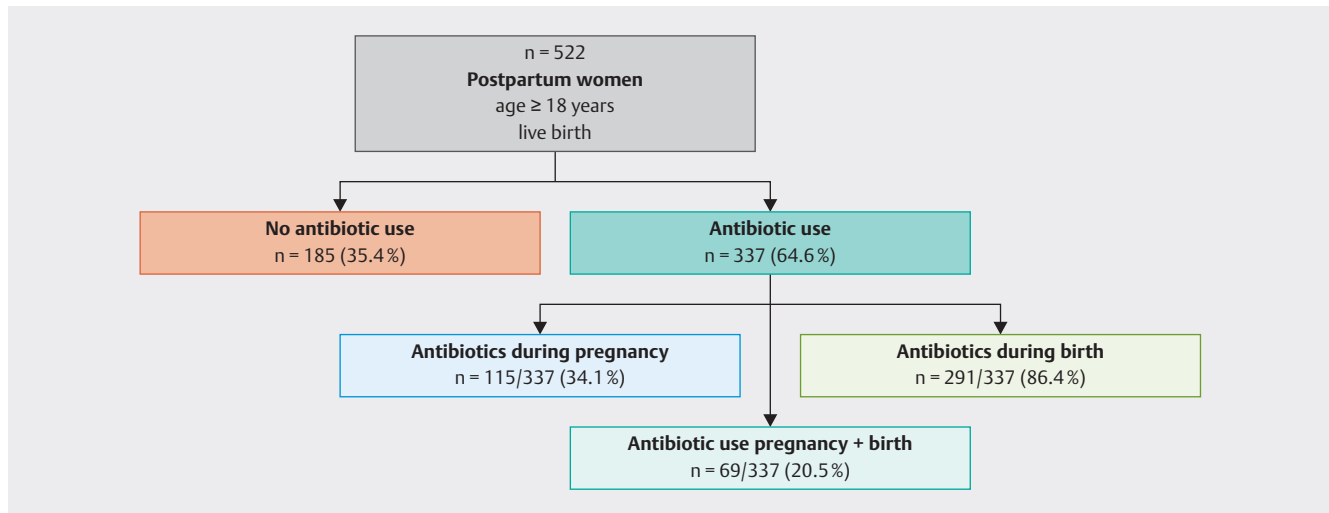 n = 522
Postpartum women
age ≥ 18 years
live birth
No antibiotic use
n = 185 (35.4 %)
Antibiotic use
n = 337 (64.6 %)
Antibiotics during pregnancy
n = 115/337 (34.1 %)
Antibiotics during birth
n = 291/337 (86.4 %)
Antibiotic use pregnancy + birth
n = 69/337 (20.5 %)